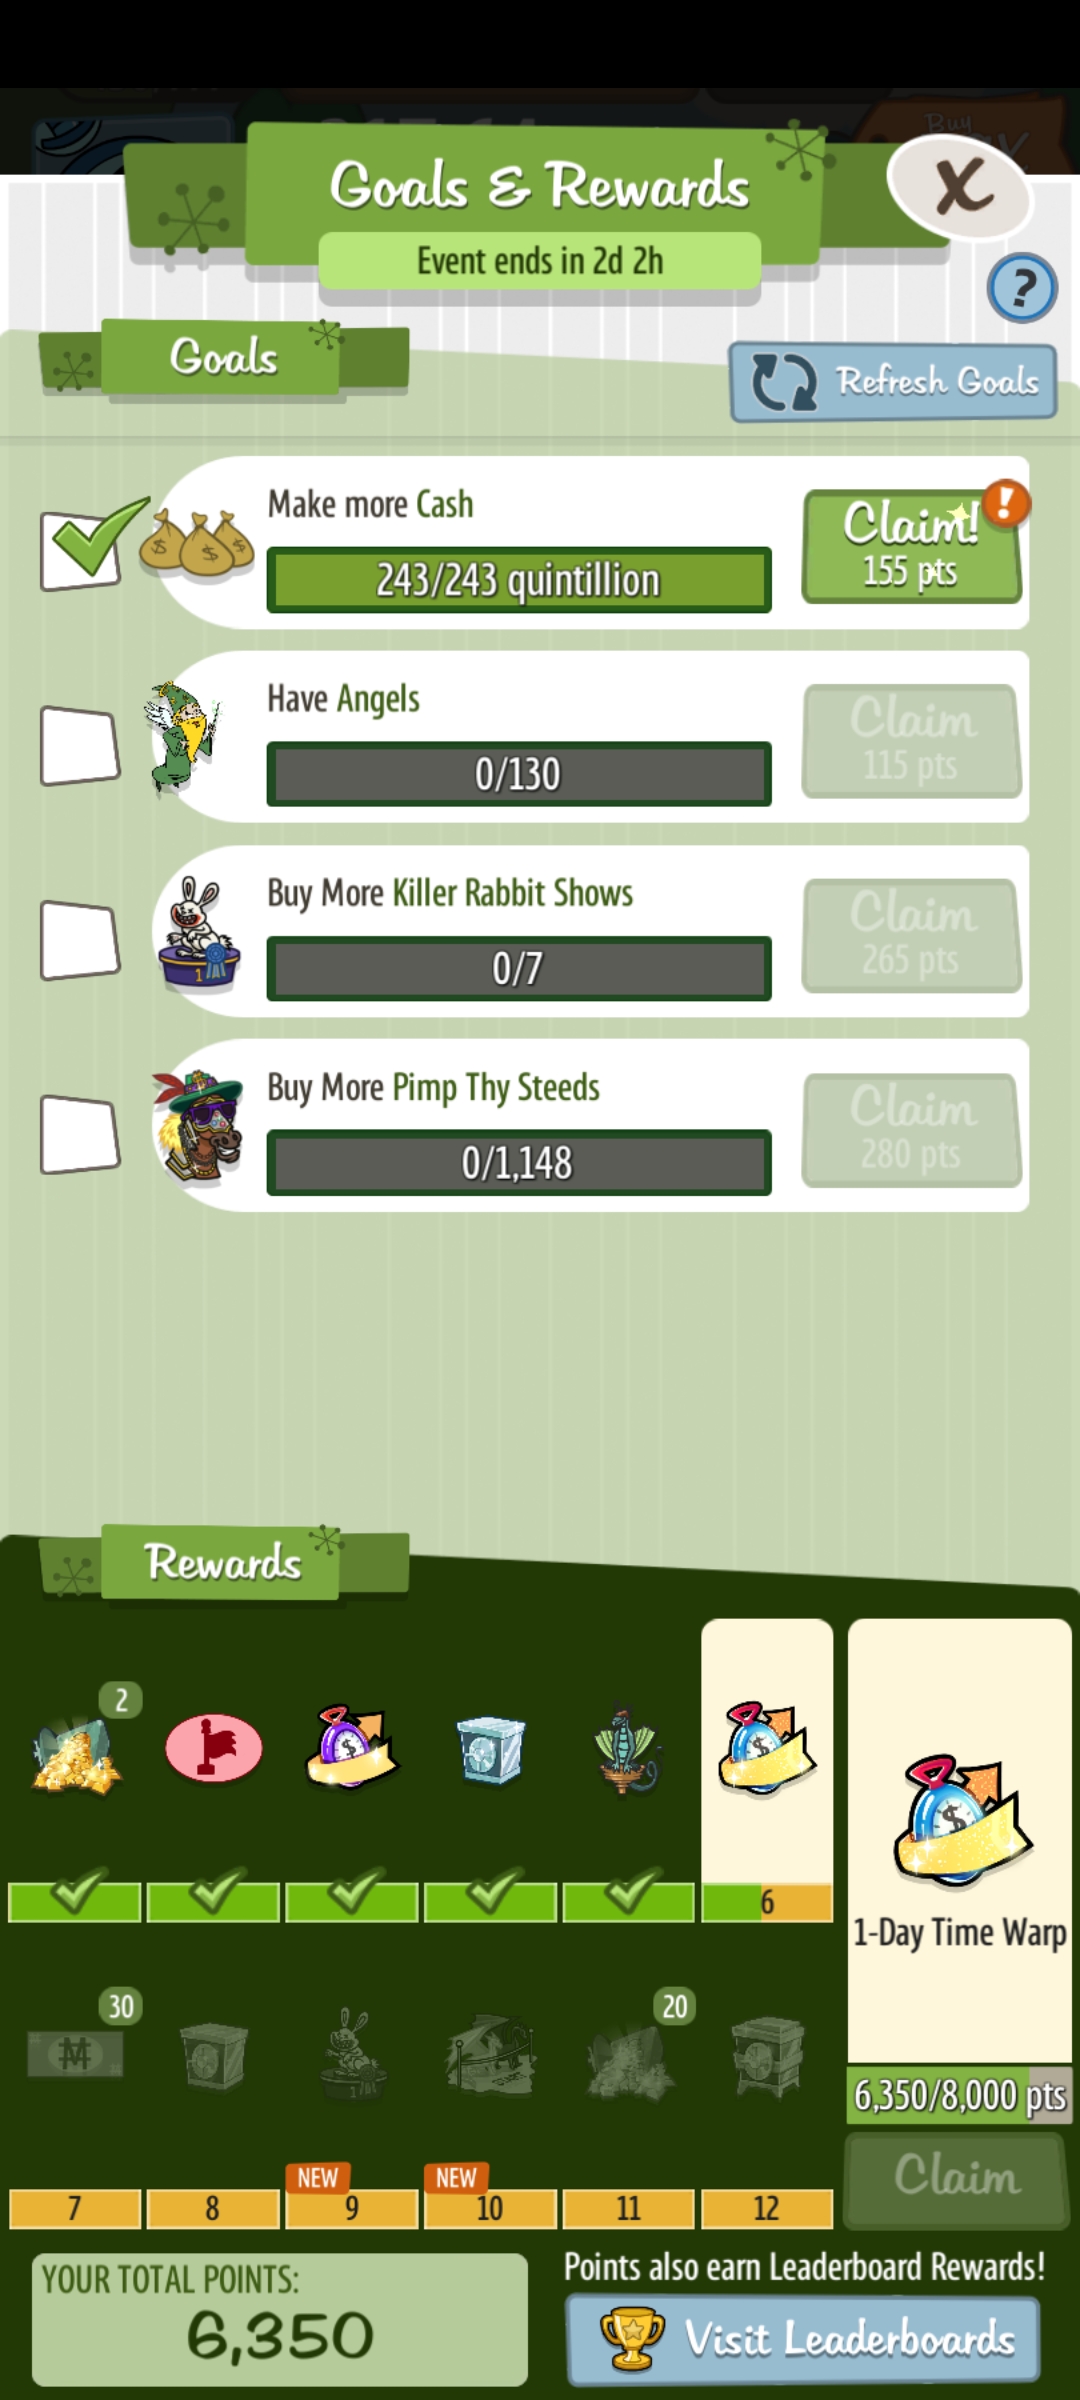 Buy
Goals & Rewards
X
Event ends in 2d 2h
?
Goals
Refresh Goals
Make more Cash
243/243 quintillion
Claim!
155 pts
!
Have Angels
0/130
Claim
115 pts
Buy More Killer Rabbit Shows
0/7
Claim
265 pts
Buy More Pimp Thy Steeds
0/1,148
Claim
280 pts
Rewards
2
6
1-Day Time Warp
30
20
6,350/8,000 pts
Claim
NEW
NEW
7
8
9
10
11
12
YOUR TOTAL POINTS:
6,350
Points also earn Leaderboard Rewards!
Visit Leaderboards